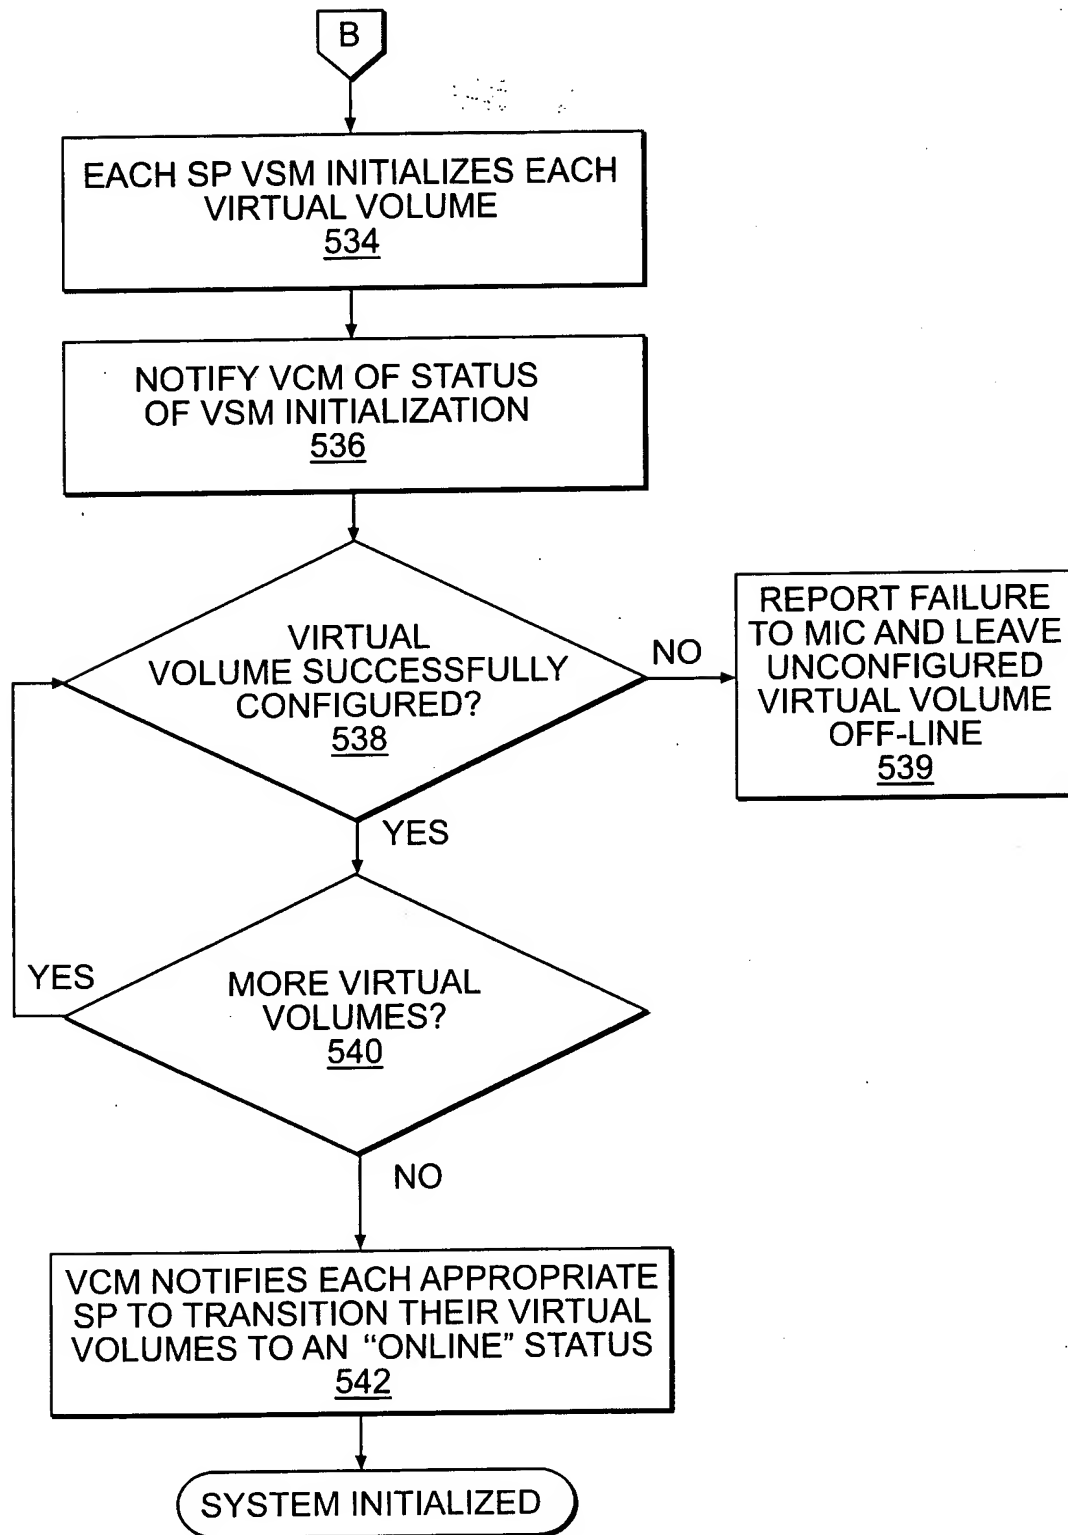 B
EACH SP VSM INITIALIZES EACH
VIRTUAL VOLUME
534
NOTIFY VCM OF STATUS
OF VSM INITIALIZATION
536
VIRTUAL
VOLUME SUCCESSFULLY
CONFIGURED?
538
NO
REPORT FAILURE
TO MIC AND LEAVE
UNCONFIGURED
VIRTUAL VOLUME
OFF-LINE
539
YES
YES
MORE VIRTUAL
VOLUMES?
540
NO
VCM NOTIFIES EACH APPROPRIATE
SP TO TRANSITION THEIR VIRTUAL
VOLUMES TO AN “ONLINE” STATUS
542
SYSTEM INITIALIZED